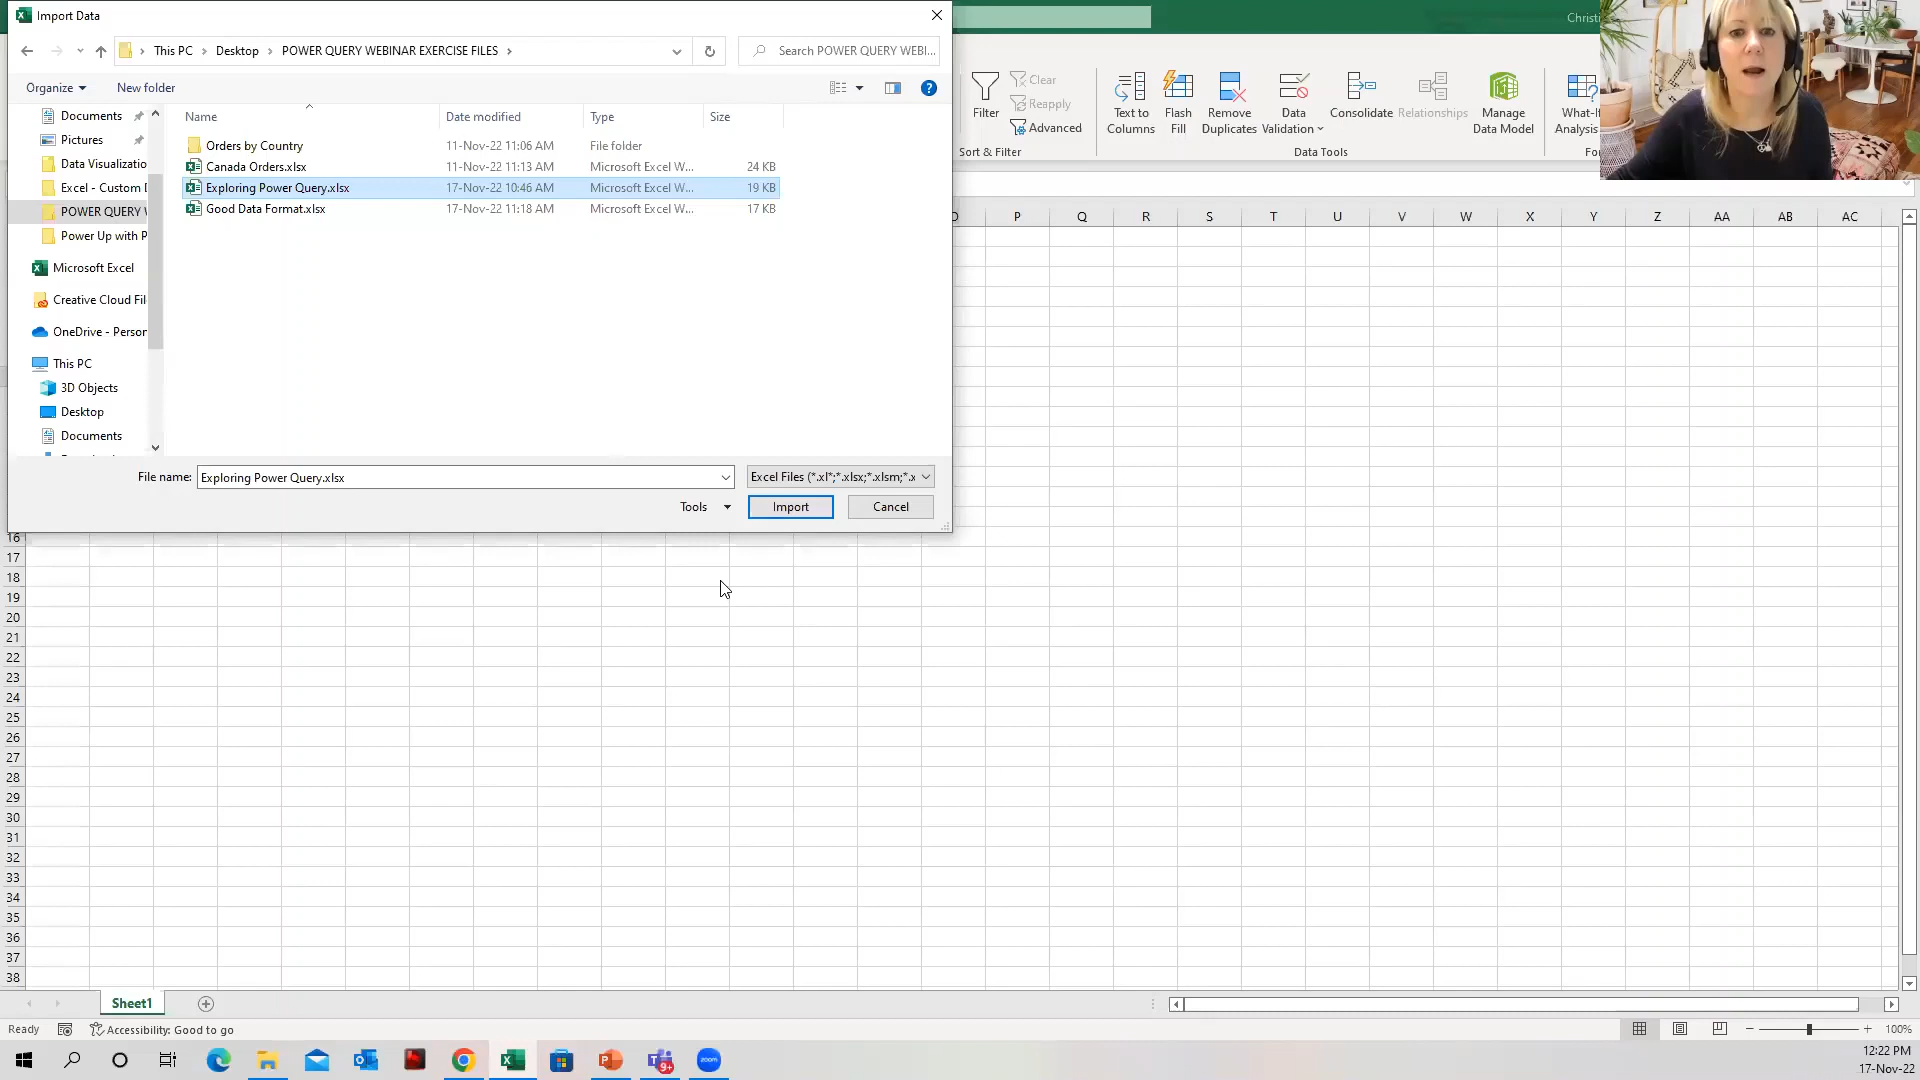 Import Data
Christi
This PC > Desktop > POWER QUERY WEBINAR EXERCISE FILES >
Search POWER QUERY WEBI...
Organize
New folder
Name
Date modified
Type
Size
Documents
Pictures
Data Visualizatio
Excel - Custom D
POWER QUERY W
Power Up with P
Microsoft Excel
Creative Cloud Fil
OneDrive - Person
This PC
3D Objects
Desktop
Documents
Orders by Country 11-Nov-22 11:06 AM File folder
Canada Orders.xlsx 11-Nov-22 11:13 AM Microsoft Excel W... 24 KB
Exploring Power Query.xlsx 17-Nov-22 10:46 AM Microsoft Excel W... 19 KB
Good Data Format.xlsx 17-Nov-22 11:18 AM Microsoft Excel W... 17 KB
File name: Exploring Power Query.xlsx
Excel Files (*.xl*;*.xlsx;*.xlsm;*.x
Tools
Import
Cancel
Filter
Clear
Reapply
Advanced
Sort & Filter
Text to Columns
Flash Fill
Remove Duplicates
Data Validation
Consolidate
Relationships
Manage Data Model
Data Tools
What-If Analysis
Fo
P Q R S T U V W X Y Z AA AB AC
16
17
18
19
20
21
22
23
24
25
26
27
28
29
30
31
32
33
34
35
36
37
38
Sheet1
Ready
Accessibility: Good to go
100%
9+
zoom
12:22 PM
17-Nov-22